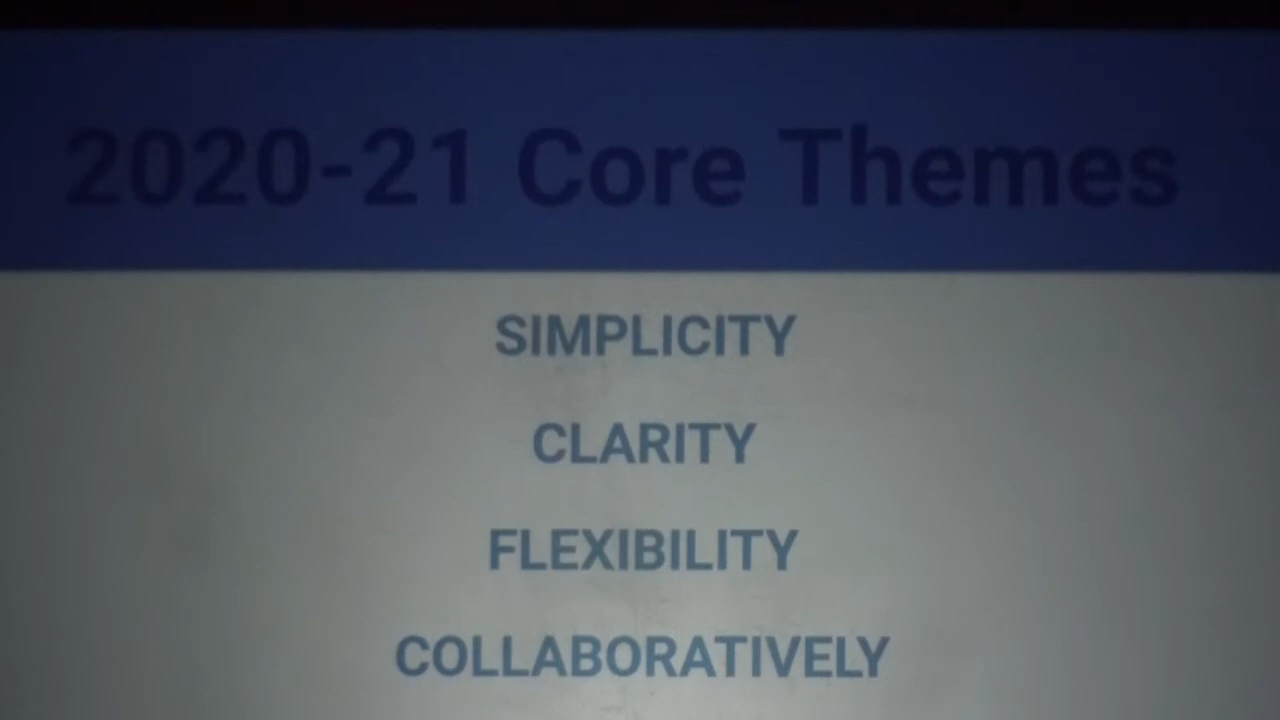 2020-21 Core Themes
SIMPLICITY
CLARITY
FLEXIBILITY
COLLABORATIVELY